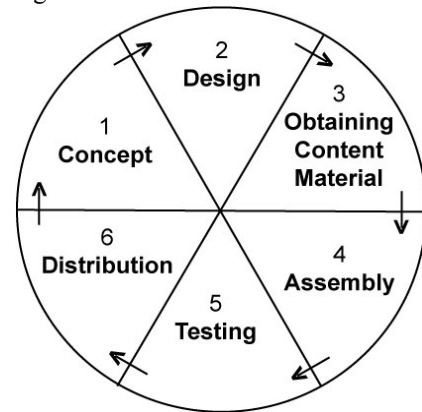 1
Concept
2
Design
3
Obtaining
Content
Material
4
Assembly
5
Testing
6
Distribution